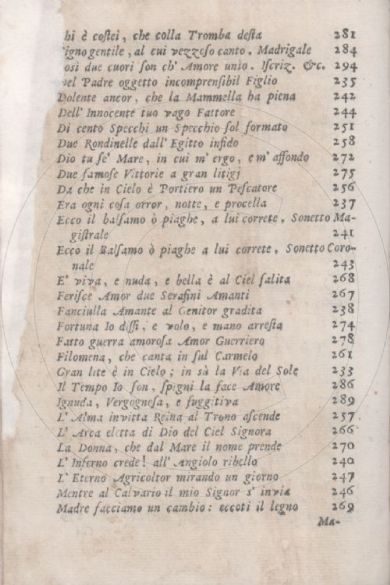 hi è costei, che colla Tromba desta 281
igno gentile, al cui vezzoso canto. Madrigale 284
osi due cuori son ch' Amore unio. Iscriz. &c. 294
uel Padre oggetto incomprensibil Figlio 235
Dolente ancor, che la Mammella ha piena 242
Dell' Innocente tuo vago Fattore 244
Di cento Specchi un Specchio sol formato 251
Due Rondinelle dall' Egitto infido 258
Dio tu se' Mare, in cui m' ergo, e m' affondo 272
Due famose Vittorie a gran litigj 275
Da che in Cielo è Portiero un Pescatore 256
Era ogni cosa orror, notte, e procella 237
Ecco il balsamo ò piaghe, a lui correte, Sonetto Ma-
gistrale 241
Ecco il Balsamo ò piaghe a lui correte, Sonctto Coro-
nale 243
E' viva, e nuda, e bella è al Ciel salita 268
Ferisce Amor due Serafini Amanti 267
Fanciulla Amante al Genitor gradita 238
Fortuna Io dissi, e volo, e mano arresta 274
Fatto guerra amorosa Amor Guerriero 278
Filomena, che canta in sul Carmelo 261
Gran lite è in Cielo; in sù la Via del Sole 233
Il Tempo Io son, spigni la face Amore 286
Ignuda, Vergognosa, e fuggitiva 289
L' Alma invitta Reina al Trono ascende 257
L' Arca eletta di Dio del Ciel Signora 266
La Donna, che dal Mare il nome prende 270
L' Inferno crede! all' Angiolo ribello 240
L' Eterno Agricoltor mirando un giorno 247
Mentre al Calvario il mio Signor s' invia 246
Madre facciamo un cambio: eccoti il legno 269
Ma-